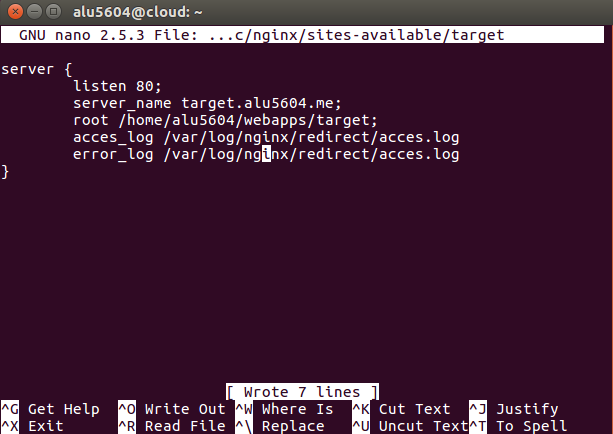 alu5604@cloud: ~
GNU nano 2.5.3 File: ...c/nginx/sites-available/target
server {
listen 80;
server_name target.alu5604.me;
root /home/alu5604/webapps/target;
acces_log /var/log/nginx/redirect/acces.log
error_log /var/log/nginx/redirect/acces.log
}
[ Wrote 7 lines ]
^G Get Help ^O Write Out ^W Where Is ^K Cut Text ^J Justify
^X Exit ^R Read File ^\ Replace ^U Uncut Text ^T To Spell